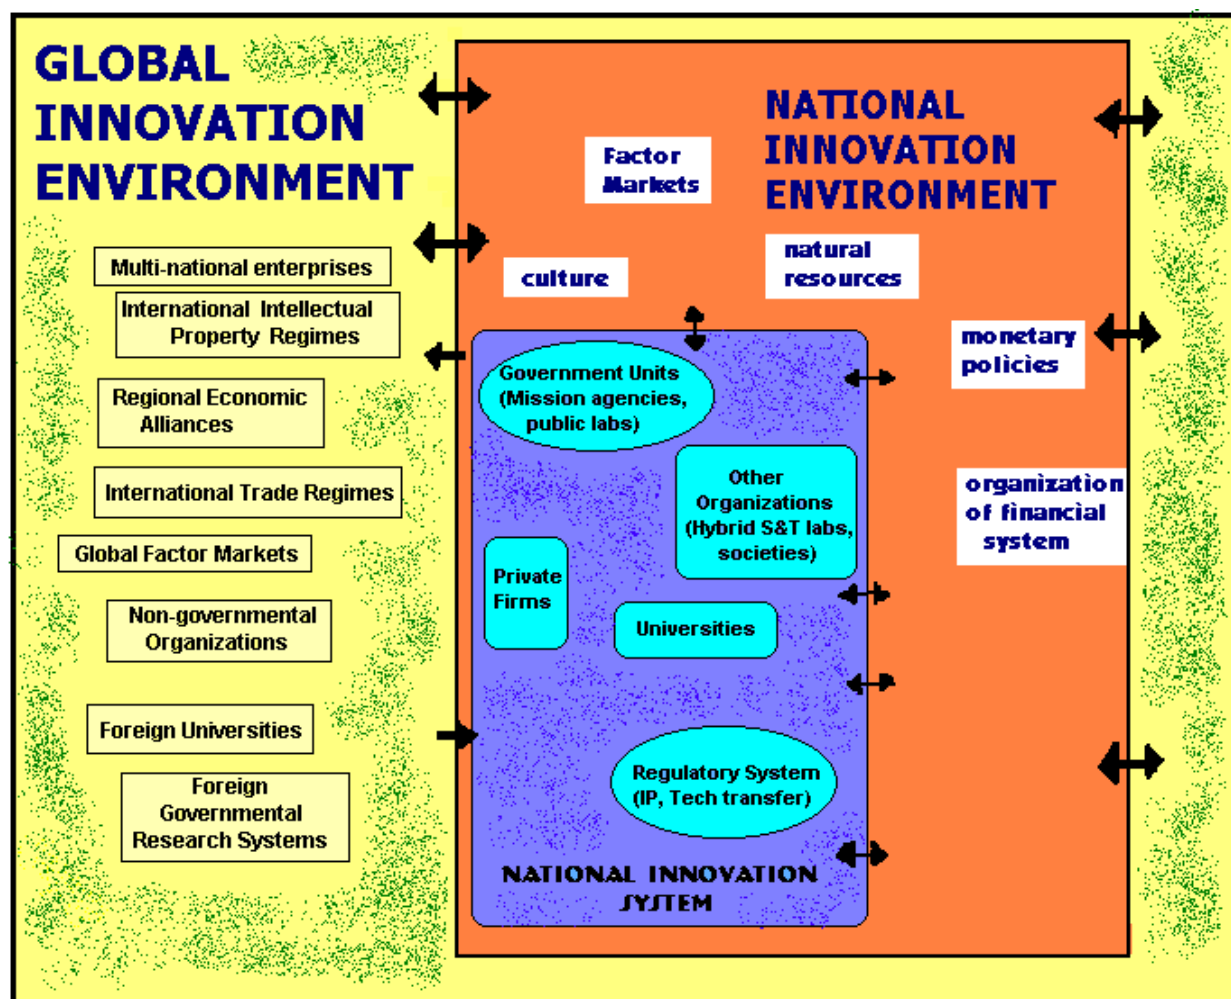 GLOBAL
INNOVATION
ENVIRONMENT
Multi-national enterprises
International Intellectual
Property Regimes
Regional Economic
Alliances
International Trade Regimes
Global Factor Markets
Non-governmental
Organizations
Foreign Universities
Foreign
Governmental
Research Systems
NATIONAL
INNOVATION
ENVIRONMENT
Factor
Markets
natural
resources
culture
monetary
policies
organization
of financial
system
Government Units
(Mission agencies,
public labs)
Other
Organizations
(Hybrid S&T labs,
societies)
Private
Firms
Universities
Regulatory System
(IP, Tech transfer)
NATIONAL INNOVATION
SYSTEM